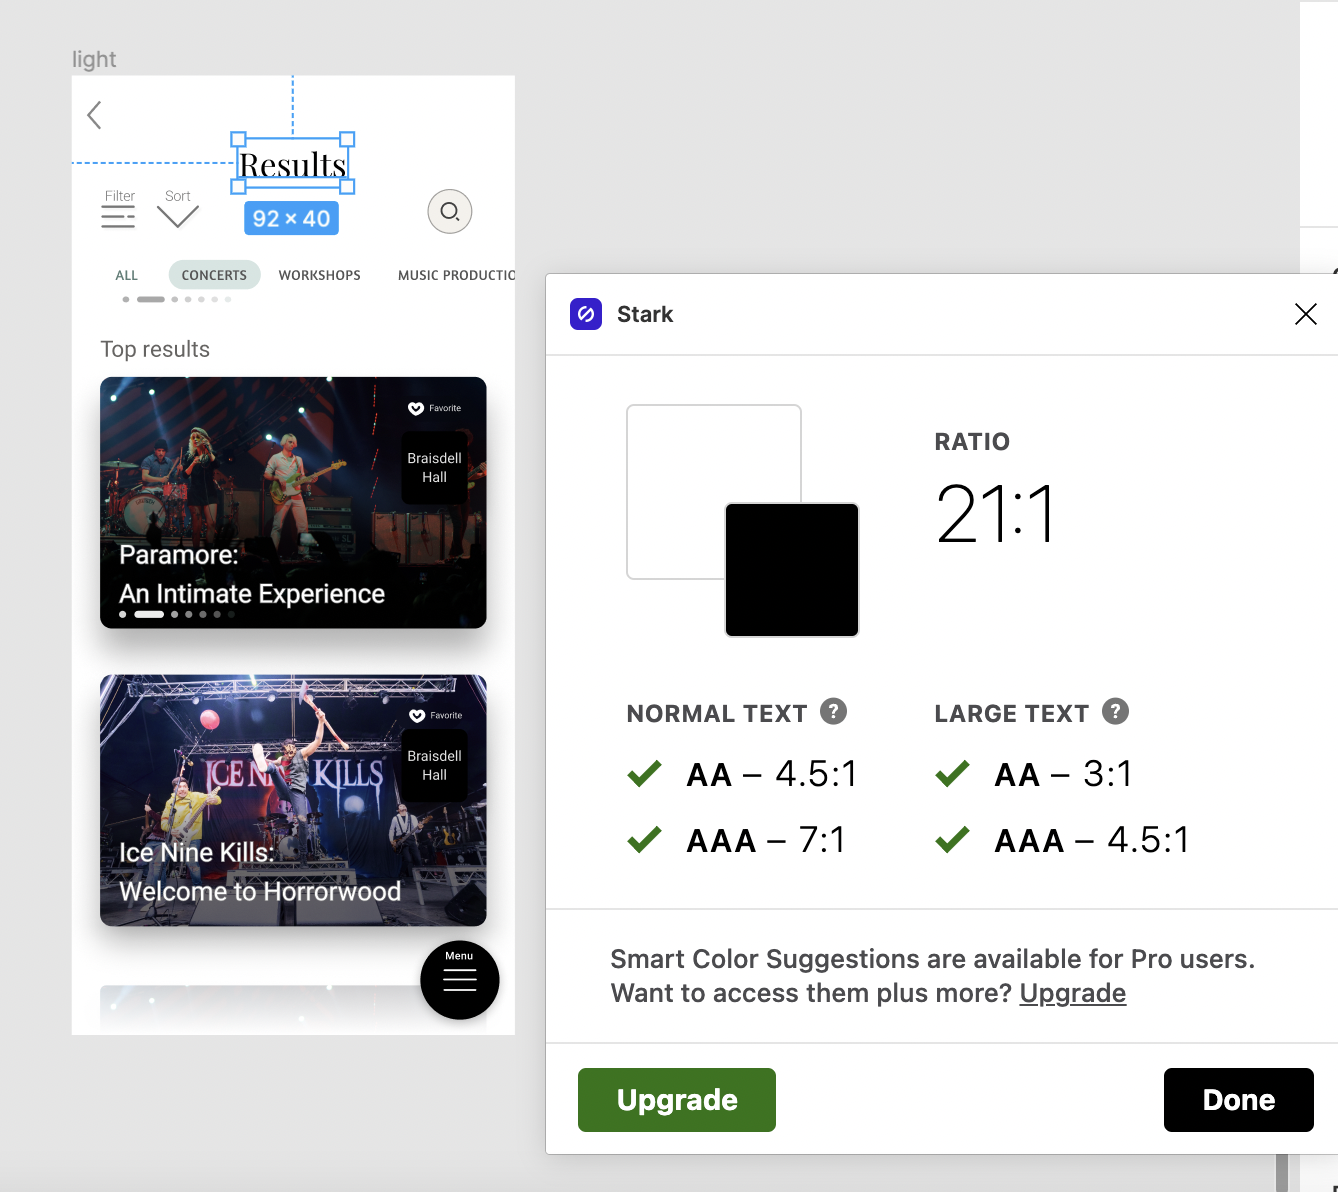 light
Results
92 × 40
Filter
Sort
ALL
CONCERTS
WORKSHOPS
MUSIC PRODUCTIO
Top results
Favorite
Braisdell
Hall
Paramore:
An Intimate Experience
Favorite
Braisdell
Hall
ICE NINE KILLS
Ice Nine Kills:
Welcome to Horrorwood
Menu
Stark
RATIO
21:1
NORMAL TEXT ?
AA – 4.5:1
AAA – 7:1
LARGE TEXT ?
AA – 3:1
AAA – 4.5:1
Smart Color Suggestions are available for Pro users.
Want to access them plus more? Upgrade
Upgrade
Done